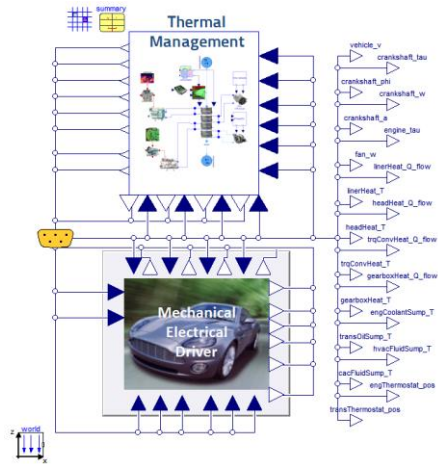 summary
Thermal
Management
Mechanical
Electrical
Driver
vehicle_v
crankshaft_tau
crankshaft_phi
crankshaft_w
crankshaft_a
engine_tau
fan_w
linerHeat_Q_flow
linerHeat_T
headHeat_Q_flow
headHeat_T
trqConvHeat_Q_flow
trqConvHeat_T
gearboxHeat_Q_flow
gearboxHeat_T
engCoolantSump_T
transOilSump_T
hvacFluidSump_T
cacFluidSump_T
engThermostat_pos
transThermostat_pos
world
z
x